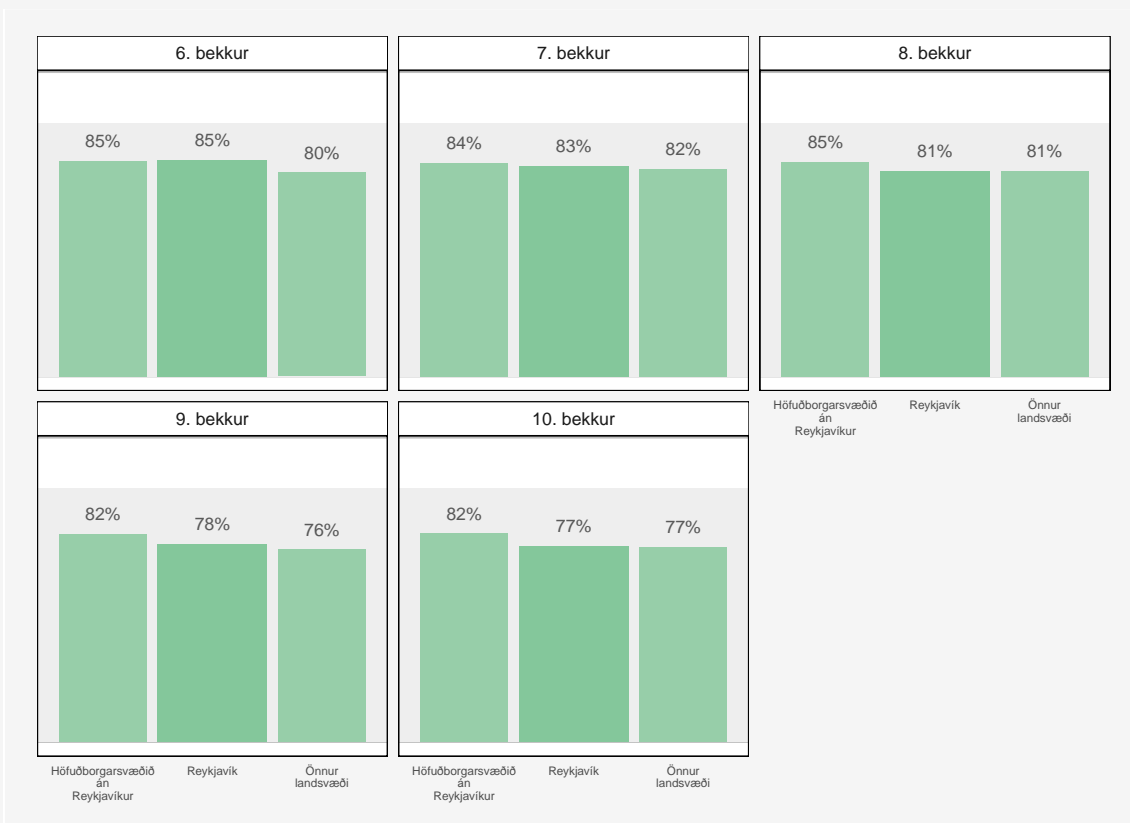 6. bekkur
85%
85%
80%
7. bekkur
84%
83%
82%
8. bekkur
85%
81%
81%
Höfuðborgarsvæðið
án
Reykjavíkur
Reykjavík
Önnur
landsvæði
9. bekkur
82%
78%
76%
Höfuðborgarsvæðið
án
Reykjavíkur
Reykjavík
Önnur
landsvæði
10. bekkur
82%
77%
77%
Höfuðborgarsvæðið
án
Reykjavíkur
Reykjavík
Önnur
landsvæði